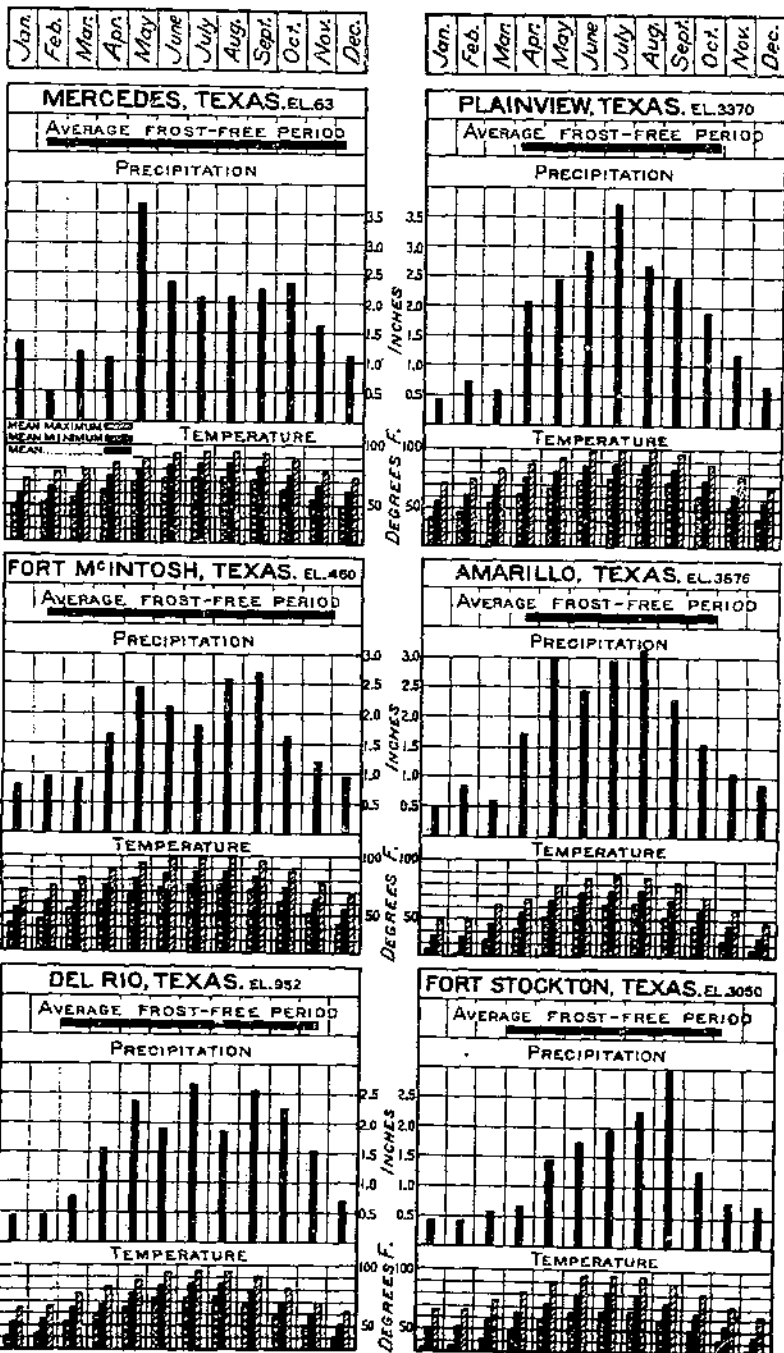 Jan. Feb. Mar. Apr. May June July Aug. Sept. Oct. Nov. Dec.
MERCEDES, TEXAS. EL.63
AVERAGE FROST-FREE PERIOD
PRECIPITATION
3.5
3.0
2.5
2.0
1.5
1.0
0.5
INCHES
MEAN MAXIMUM
MEAN MINIMUM
MEAN
TEMPERATURE
100
50
DEGREES F.
FORT McINTOSH, TEXAS. EL.460
AVERAGE FROST-FREE PERIOD
PRECIPITATION
3.0
2.5
2.0
1.5
1.0
0.5
INCHES
TEMPERATURE
100
50
DEGREES F.
DEL RIO, TEXAS. EL.952
AVERAGE FROST-FREE PERIOD
PRECIPITATION
2.5
2.0
1.5
1.0
0.5
INCHES
TEMPERATURE
100
50
DEGREES F.
Jan. Feb. Mar. Apr. May June July Aug. Sept. Oct. Nov. Dec.
PLAINVIEW, TEXAS. EL.3370
AVERAGE FROST-FREE PERIOD
PRECIPITATION
3.5
3.0
2.5
2.0
1.5
1.0
0.5
TEMPERATURE
100
50
AMARILLO, TEXAS. EL.3676
AVERAGE FROST-FREE PERIOD
PRECIPITATION
3.0
2.5
2.0
1.5
1.0
0.5
TEMPERATURE
100
50
FORT STOCKTON, TEXAS. EL.3050
AVERAGE FROST-FREE PERIOD
PRECIPITATION
2.5
2.0
1.5
1.0
0.5
TEMPERATURE
100
50